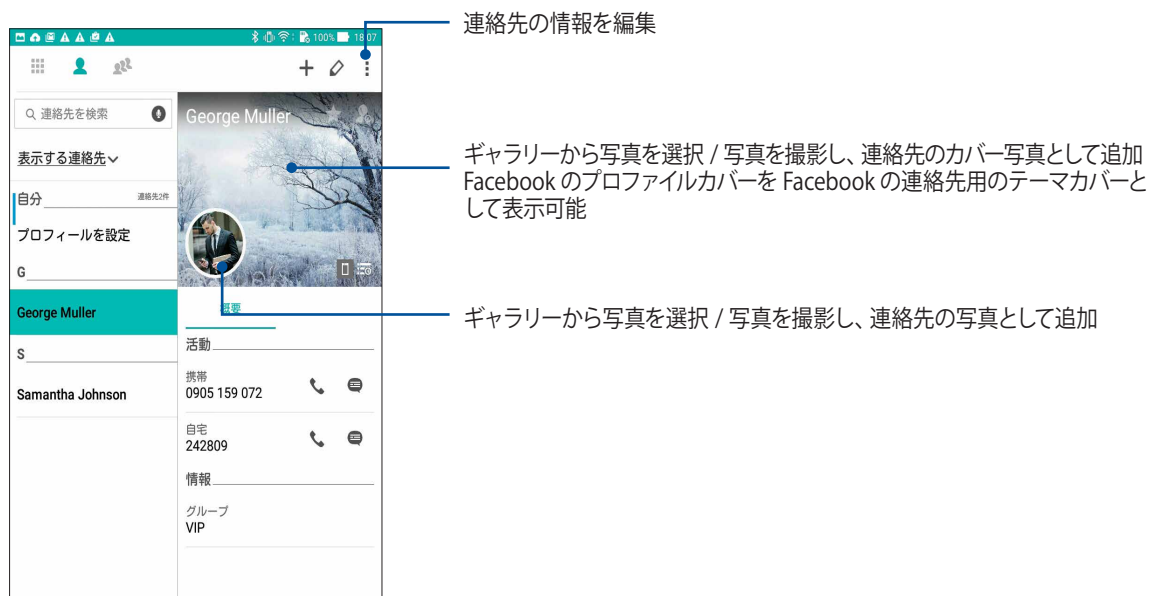 連絡先の情報を編集
100% 18:07
連絡先を検索
George Muller
表示する連絡先
自分 連絡先2件
プロフィールを設定
G
George Muller
S
Samantha Johnson
概要
活動
携帯
0905 159 072
自宅
242809
情報
グループ
VIP
ギャラリーから写真を選択 / 写真を撮影し、連絡先のカバー写真として追加
Facebook のプロファイルカバーを Facebook の連絡先用のテーマカバーと
して表示可能
ギャラリーから写真を選択 / 写真を撮影し、連絡先の写真として追加